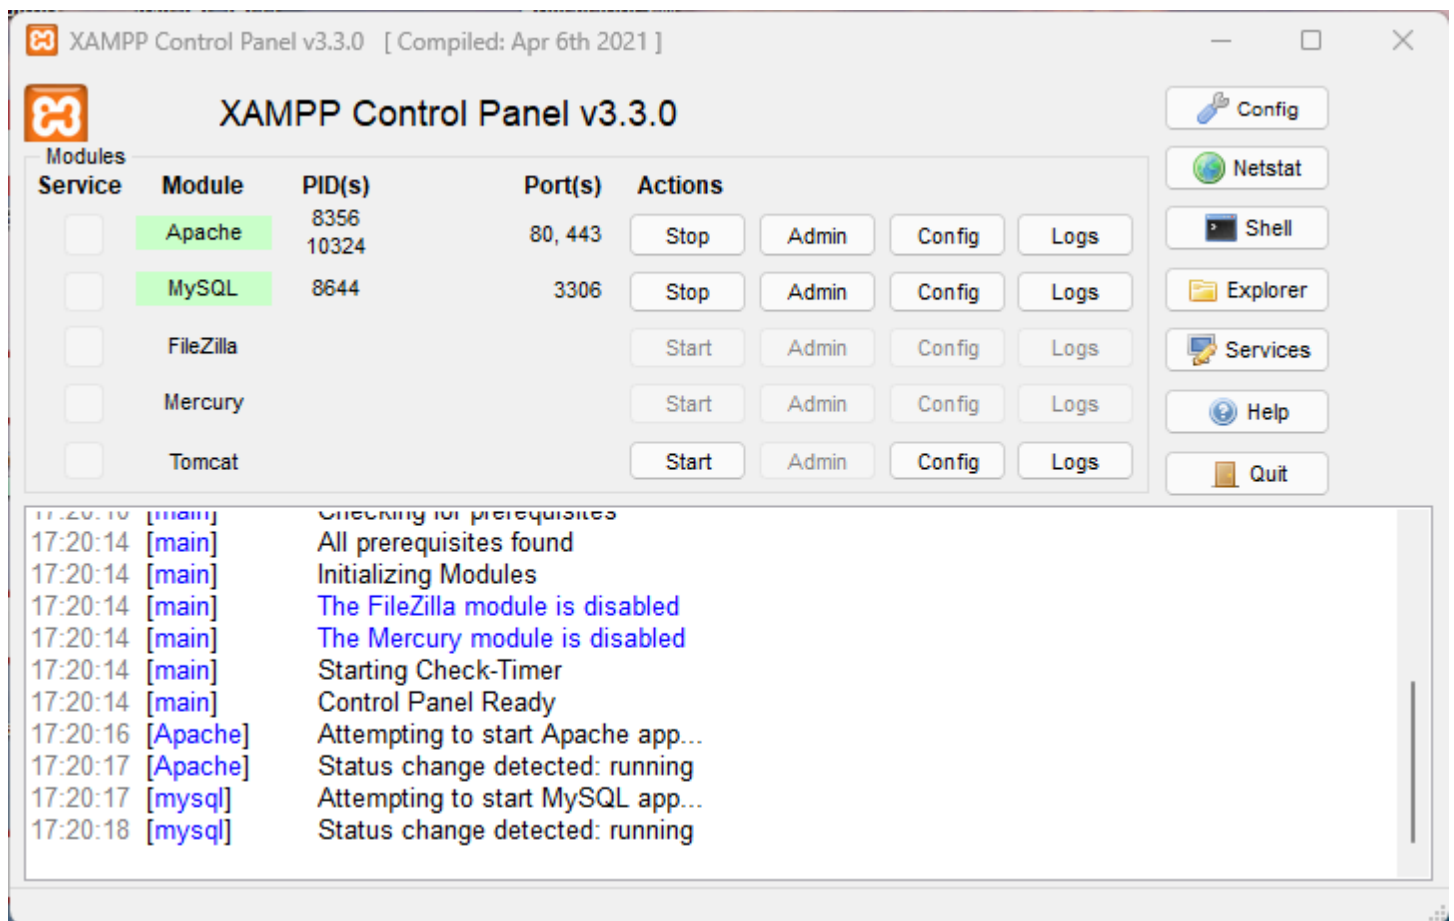 XAMPP Control Panel v3.3.0 [ Compiled: Apr 6th 2021 ]
XAMPP Control Panel v3.3.0
Config
Modules
Netstat
Service Module PID(s) Port(s) Actions
Shell
Apache 8356 10324 80, 443 Stop Admin Config Logs
MySQL 8644 3306 Stop Admin Config Logs
Explorer
FileZilla Start Admin Config Logs
Services
Mercury Start Admin Config Logs
Help
Tomcat Start Admin Config Logs
Quit
17:20:10 [main] Checking for prerequisites
17:20:14 [main] All prerequisites found
17:20:14 [main] Initializing Modules
17:20:14 [main] The FileZilla module is disabled
17:20:14 [main] The Mercury module is disabled
17:20:14 [main] Starting Check-Timer
17:20:14 [main] Control Panel Ready
17:20:16 [Apache] Attempting to start Apache app...
17:20:17 [Apache] Status change detected: running
17:20:17 [mysql] Attempting to start MySQL app...
17:20:18 [mysql] Status change detected: running